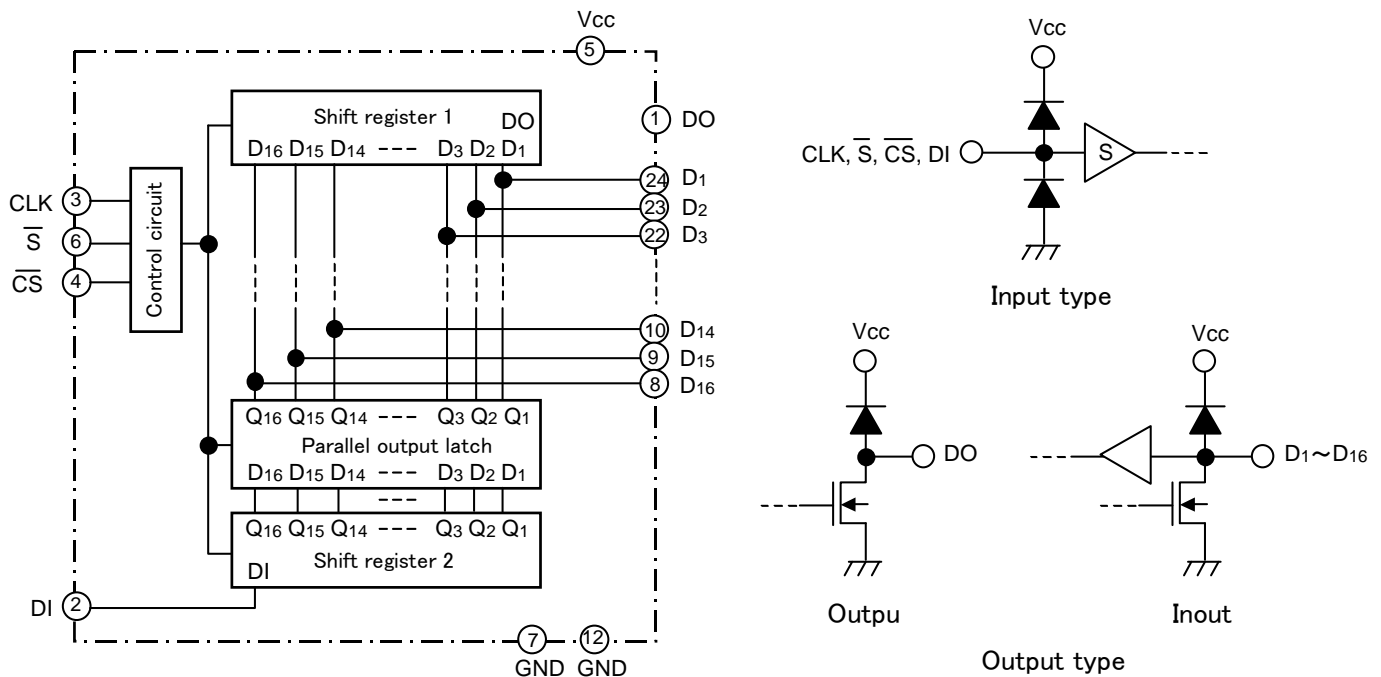 Vcc
5
Shift register 1
DO
D16 D15 D14 --- D3 D2 D1
1 DO
24 D1
23 D2
22 D3
CLK 3
S̅ 6
C̅S̅ 4
Control circuit
10 D14
9 D15
8 D16
Q16 Q15 Q14 --- Q3 Q2 Q1
Parallel output latch
D16 D15 D14 --- D3 D2 D1
---
Q16 Q15 Q14 --- Q3 Q2 Q1
Shift register 2
DI
DI 2
7 12
GND GND
Vcc
CLK, S̅, C̅S̅, DI
S
Input type
Vcc
DO
Outpu
Vcc
D1～D16
Inout
Output type